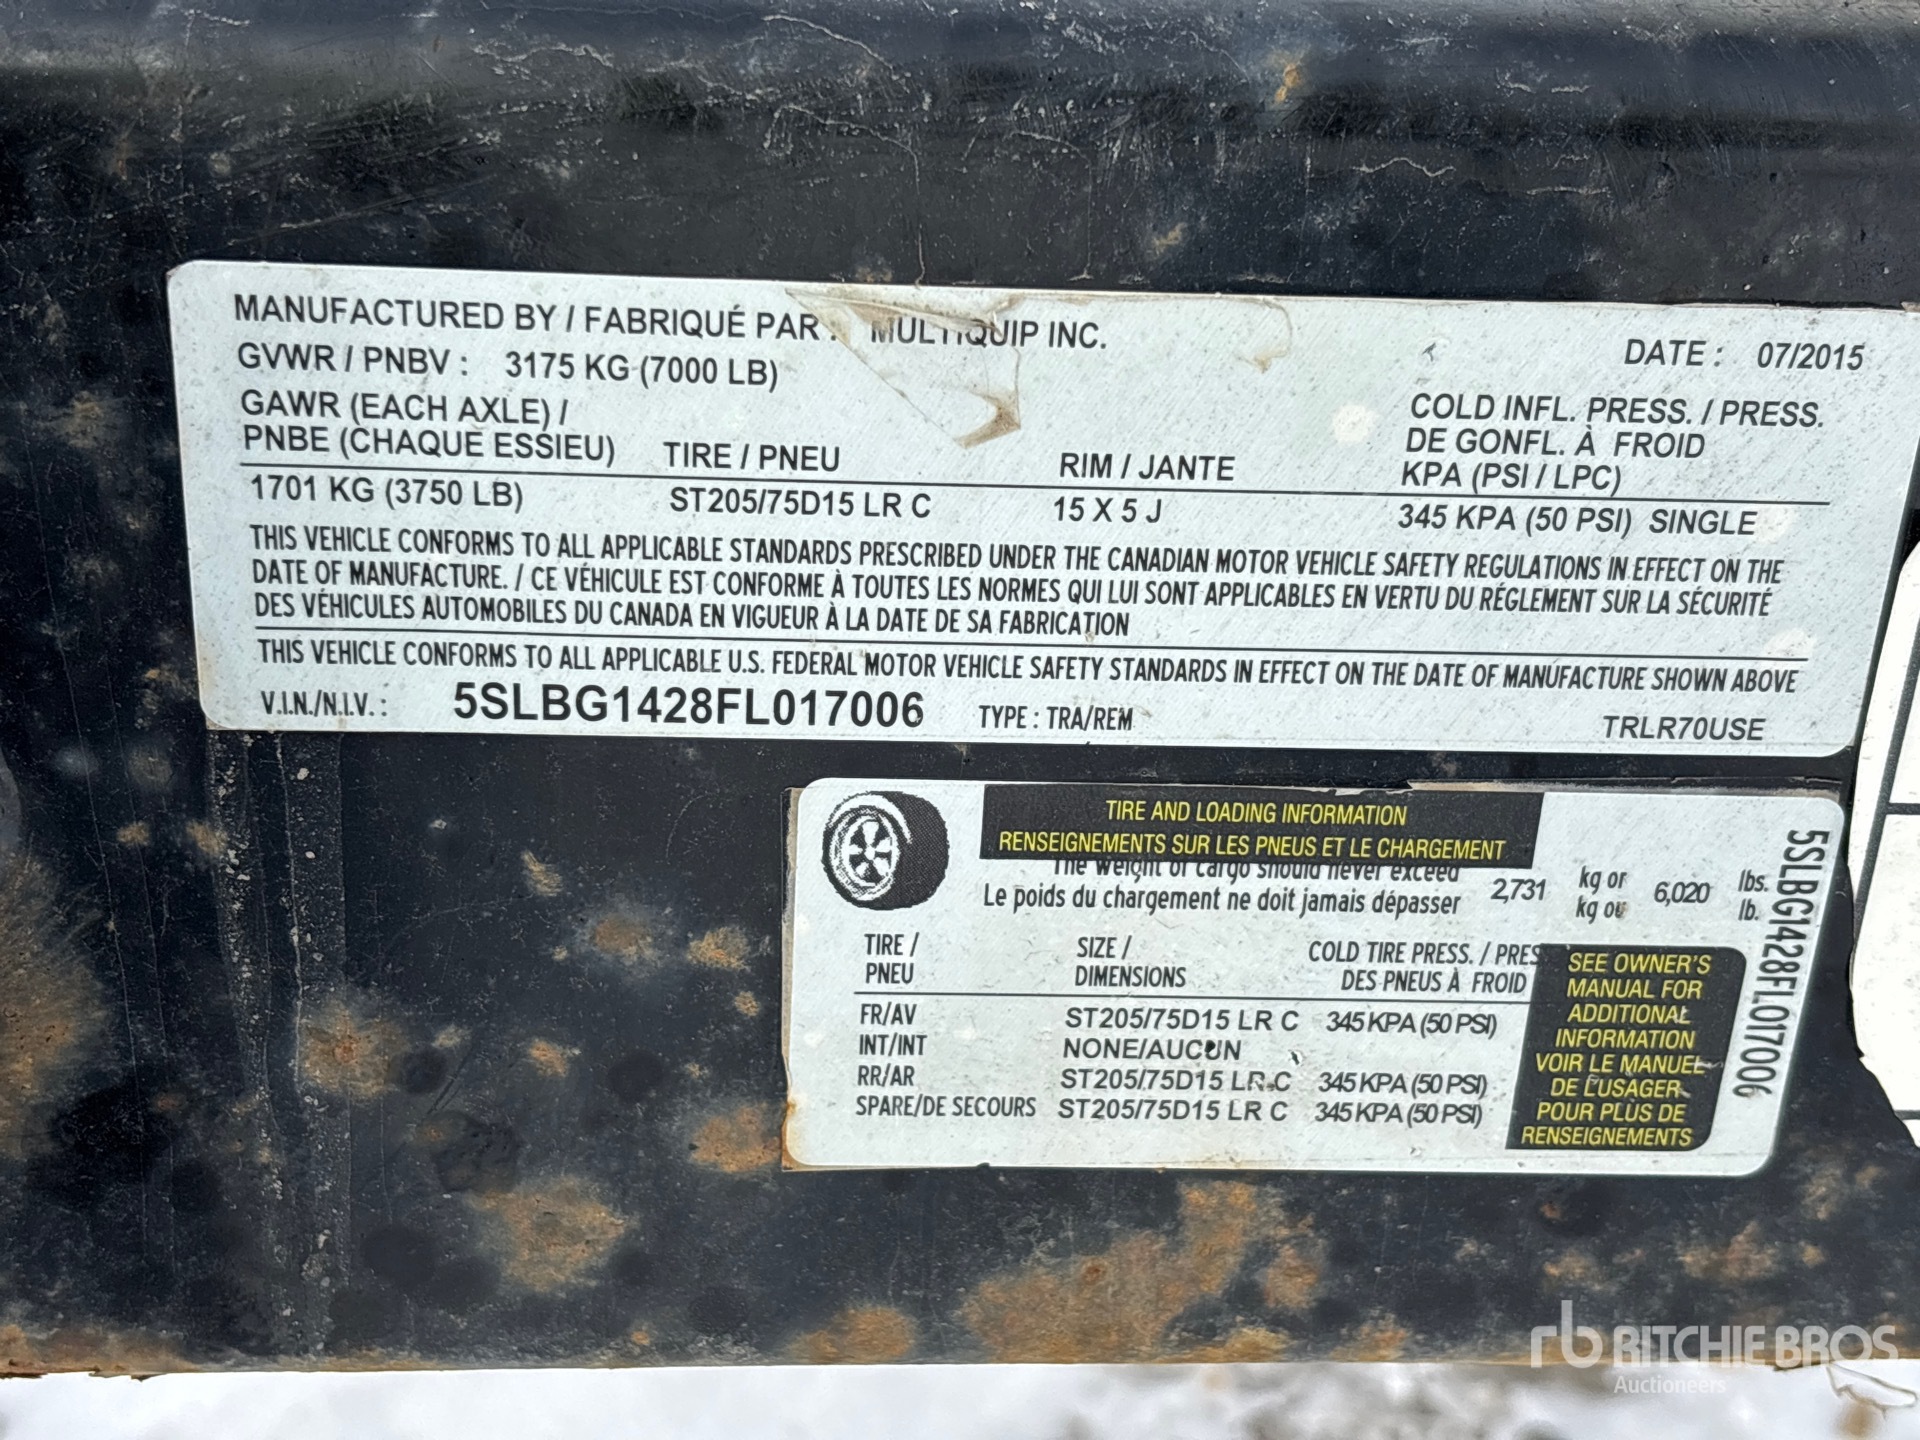 MANUFACTURED BY / FABRIQUÉ PAR : MULTIQUIP INC.
DATE : 07/2015
GVWR / PNBV : 3175 KG (7000 LB)
GAWR (EACH AXLE) /
PNBE (CHAQUE ESSIEU)
TIRE / PNEU
RIM / JANTE
COLD INFL. PRESS. / PRESS.
DE GONFL. À FROID
KPA (PSI / LPC)
1701 KG (3750 LB) ST205/75D15 LR C 15 X 5 J 345 KPA (50 PSI) SINGLE
THIS VEHICLE CONFORMS TO ALL APPLICABLE STANDARDS PRESCRIBED UNDER THE CANADIAN MOTOR VEHICLE SAFETY REGULATIONS IN EFFECT ON THE
DATE OF MANUFACTURE. / CE VÉHICULE EST CONFORME À TOUTES LES NORMES QUI LUI SONT APPLICABLES EN VERTU DU RÉGLEMENT SUR LA SÉCURITÉ
DES VÉHICULES AUTOMOBILES DU CANADA EN VIGUEUR À LA DATE DE SA FABRICATION
THIS VEHICLE CONFORMS TO ALL APPLICABLE U.S. FEDERAL MOTOR VEHICLE SAFETY STANDARDS IN EFFECT ON THE DATE OF MANUFACTURE SHOWN ABOVE
V.I.N./N.I.V. : 5SLBG1428FL017006 TYPE : TRA/REM TRLR70USE
TIRE AND LOADING INFORMATION
RENSEIGNEMENTS SUR LES PNEUS ET LE CHARGEMENT
The weight of cargo should never exceed
Le poids du chargement ne doit jamais dépasser
2,731
kg or
kg ou
6,020
lbs.
lb.
TIRE /
PNEU
SIZE /
DIMENSIONS
COLD TIRE PRESS. / PRES
DES PNEUS À FROID
FR/AV ST205/75D15 LR C 345 KPA (50 PSI)
INT/INT NONE/AUCUN
RR/AR ST205/75D15 LR C 345 KPA (50 PSI)
SPARE/DE SECOURS ST205/75D15 LR C 345 KPA (50 PSI)
SEE OWNER'S
MANUAL FOR
ADDITIONAL
INFORMATION
VOIR LE MANUEL
DE L'USAGER
POUR PLUS DE
RENSEIGNEMENTS
5SLBG1428FL017006
rb RITCHIE BROS
Auctioneers